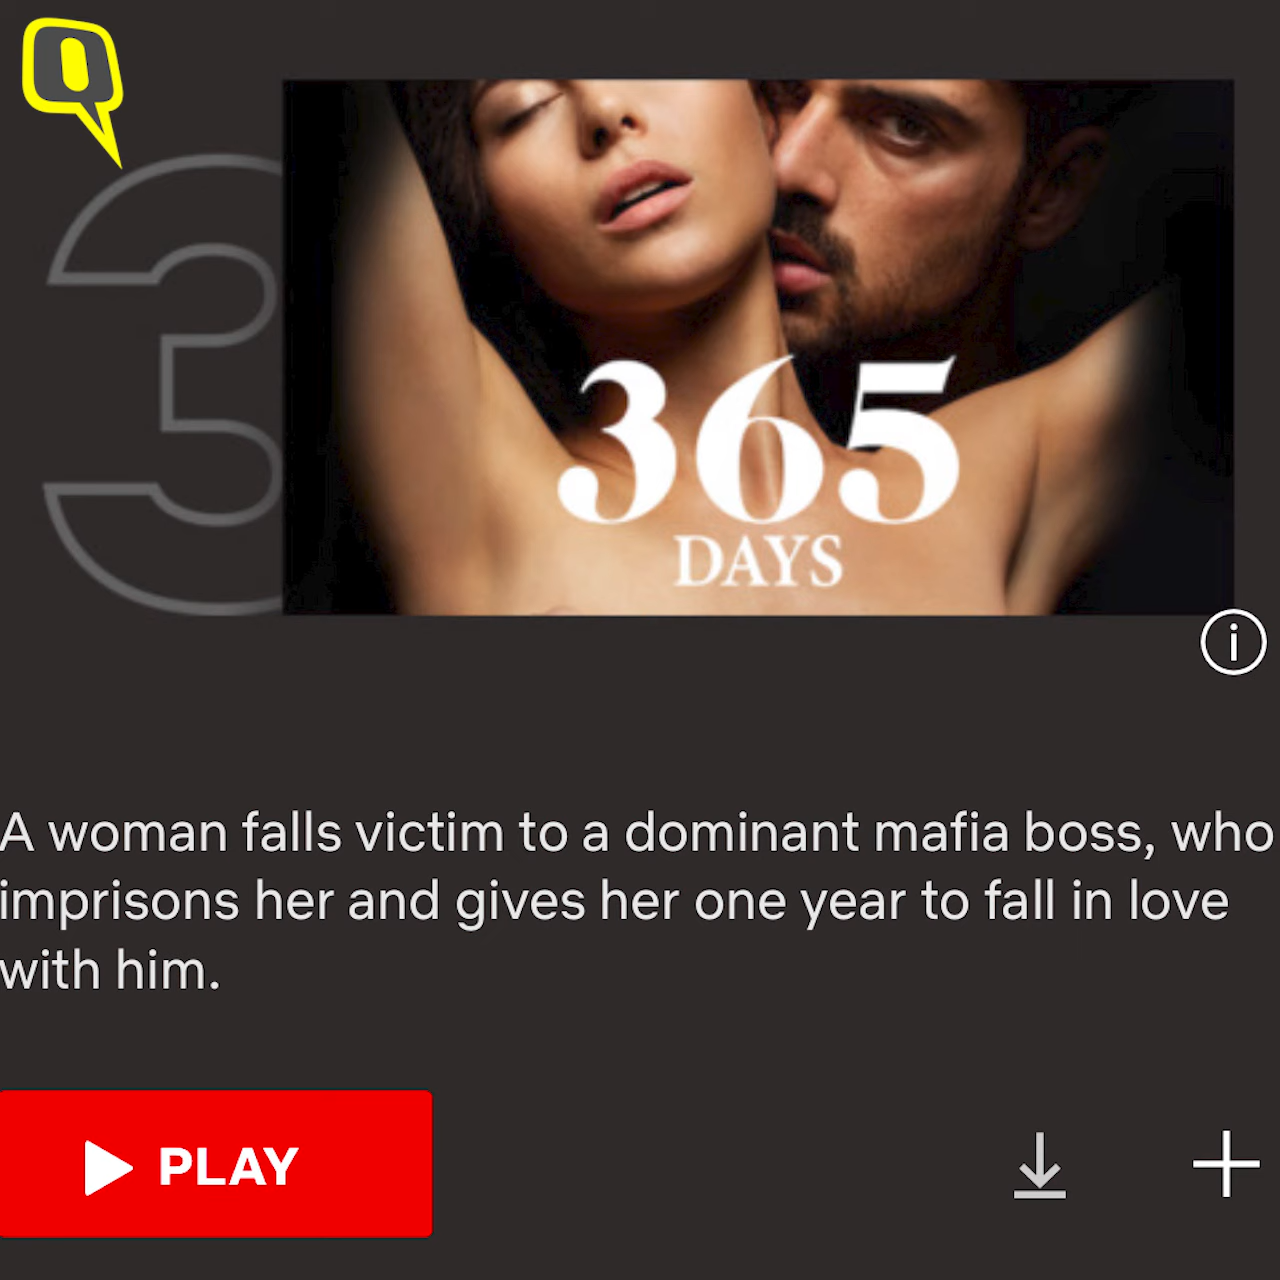 3
365
DAYS
A woman falls victim to a dominant mafia boss, who
imprisons her and gives her one year to fall in love
with him.
PLAY